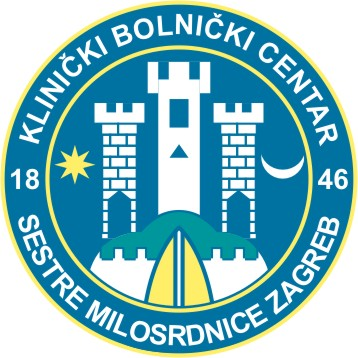 KLINIČKI BOLNIČKI CENTAR
18 46
SESTRE MILOSRDNICE ZAGREB